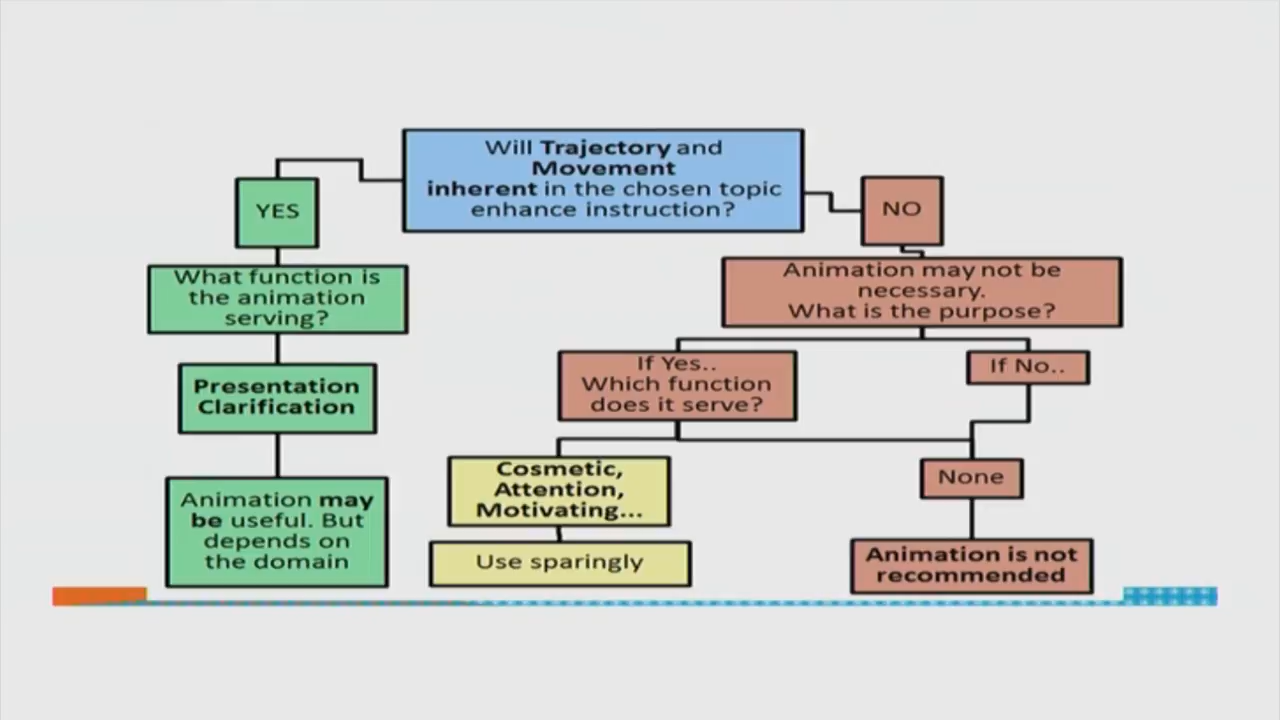 Will Trajectory and
Movement
inherent in the chosen topic
enhance instruction?
YES
NO
What function is
the animation
serving?
Animation may not be
necessary.
What is the purpose?
Presentation
Clarification
If Yes..
Which function
does it serve?
If No..
Animation may
be useful. But
depends on
the domain
Cosmetic,
Attention,
Motivating...
None
Use sparingly
Animation is not
recommended